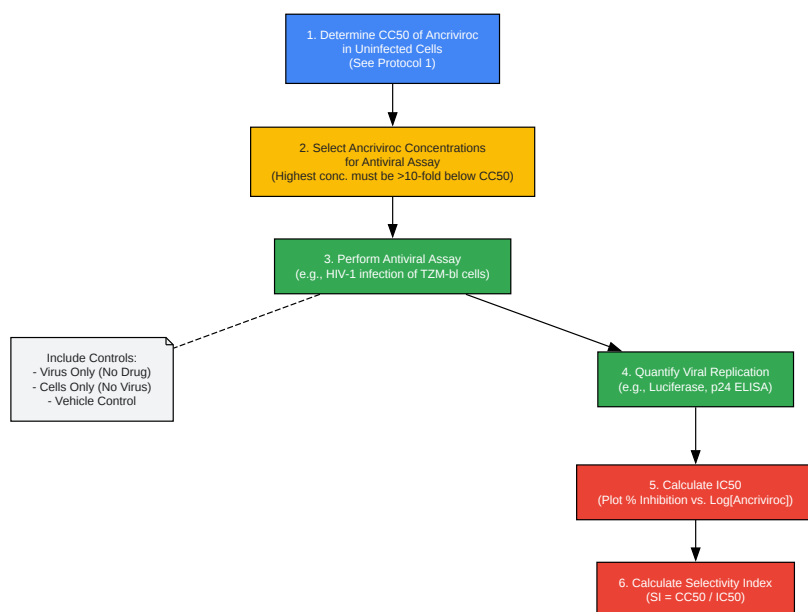 1. Determine CC50 of Ancriviroc
in Uninfected Cells
(See Protocol 1)
2. Select Ancriviroc Concentrations
for Antiviral Assay
(Highest conc. must be >10-fold below CC50)
3. Perform Antiviral Assay
(e.g., HIV-1 infection of TZM-bl cells)
Include Controls:
- Virus Only (No Drug)
- Cells Only (No Virus)
- Vehicle Control
4. Quantify Viral Replication
(e.g., Luciferase, p24 ELISA)
5. Calculate IC50
(Plot % Inhibition vs. Log[Ancriviroc])
6. Calculate Selectivity Index
(SI = CC50 / IC50)